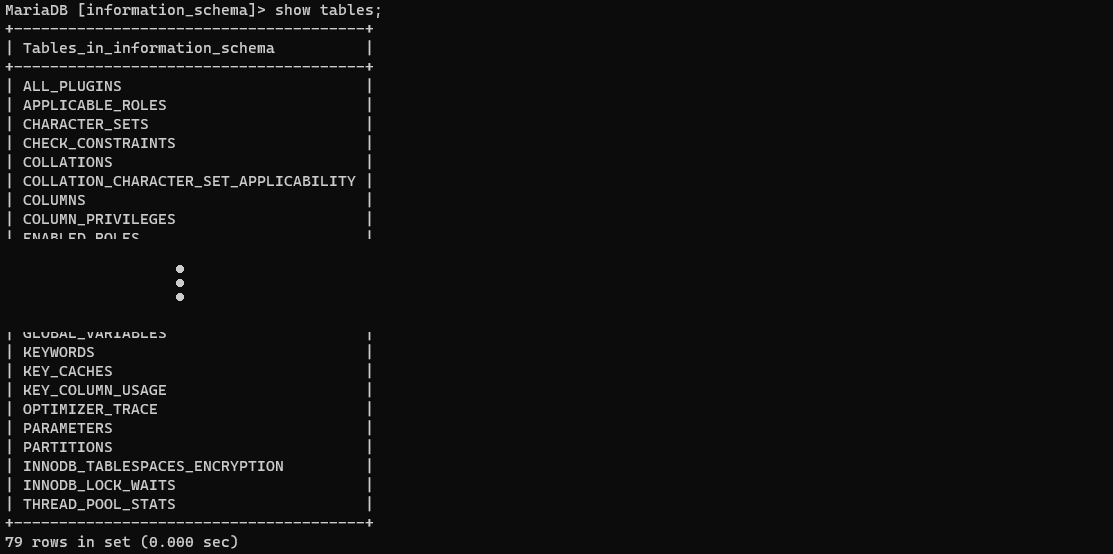 MariaDB [information_schema]> show tables;
+---------------------------------------+
| Tables_in_information_schema          |
+---------------------------------------+
| ALL_PLUGINS                           |
| APPLICABLE_ROLES                      |
| CHARACTER_SETS                        |
| CHECK_CONSTRAINTS                     |
| COLLATIONS                            |
| COLLATION_CHARACTER_SET_APPLICABILITY |
| COLUMNS                               |
| COLUMN_PRIVILEGES                     |
| ENABLED_ROLES                         |
| GLOBAL_VARIABLES                      |
| KEYWORDS                              |
| KEY_CACHES                            |
| KEY_COLUMN_USAGE                      |
| OPTIMIZER_TRACE                       |
| PARAMETERS                            |
| PARTITIONS                            |
| INNODB_TABLESPACES_ENCRYPTION         |
| INNODB_LOCK_WAITS                     |
| THREAD_POOL_STATS                     |
+---------------------------------------+
79 rows in set (0.000 sec)